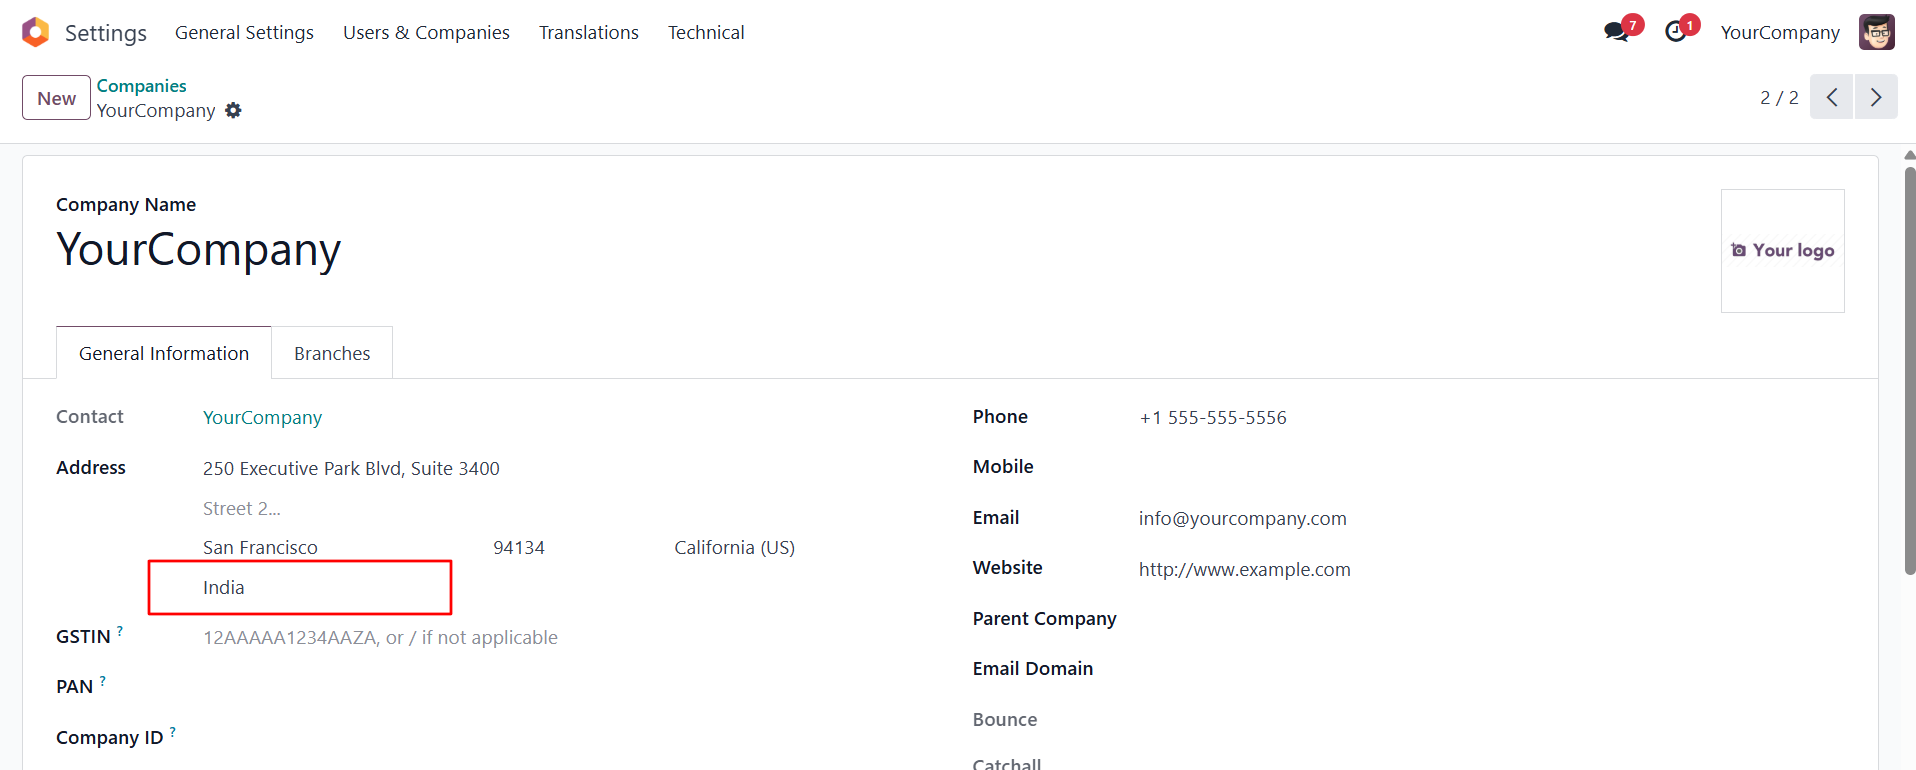 Settings General Settings Users & Companies Translations Technical 7 1 YourCompany
New Companies
YourCompany 2 / 2
Company Name
YourCompany
Your logo
General Information Branches
Contact YourCompany Phone +1 555-555-5556
Address 250 Executive Park Blvd, Suite 3400 Mobile
Street 2...
Email info@yourcompany.com
San Francisco 94134 California (US)
Website http://www.example.com
India
Parent Company
GSTIN ? 12AAAAA1234AAZA, or / if not applicable
Email Domain
PAN ?
Bounce
Company ID ?
Catchall